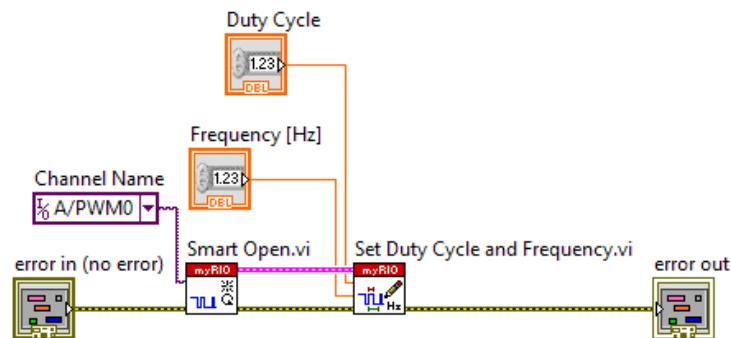 Duty Cycle
1.23
DBL
Frequency [Hz]
1.23
DBL
Channel Name
I/O A/PWM0
Smart Open.vi
Set Duty Cycle and Frequency.vi
error in (no error)
myRIO
myRIO
Hz
error out